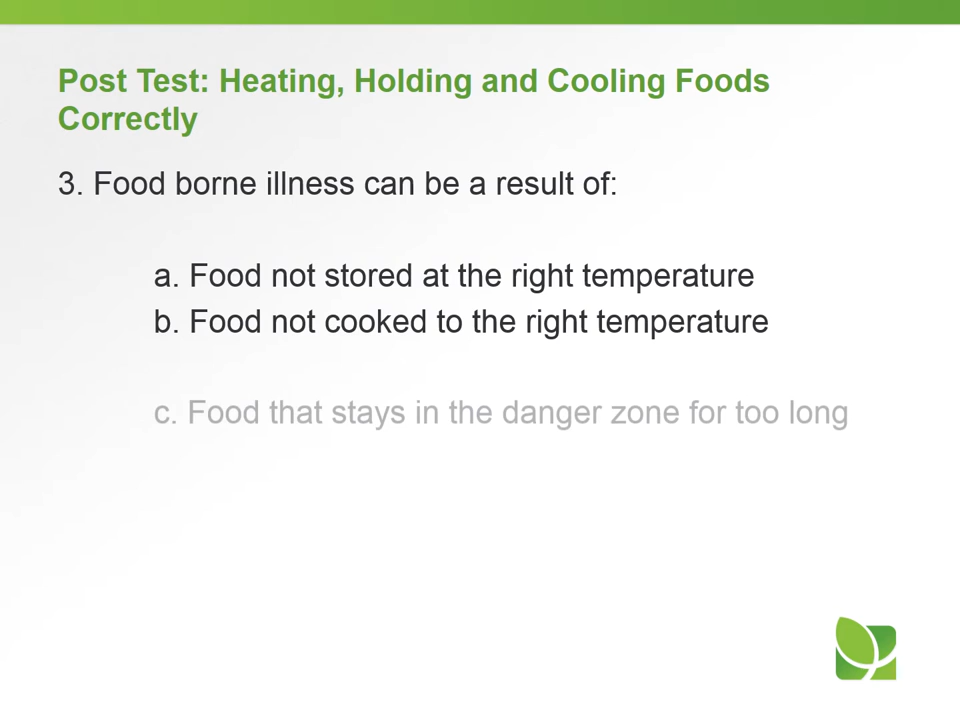 Post Test: Heating, Holding and Cooling Foods
Correctly
3. Food borne illness can be a result of:
a. Food not stored at the right temperature
b. Food not cooked to the right temperature
c. Food that stays in the danger zone for too long